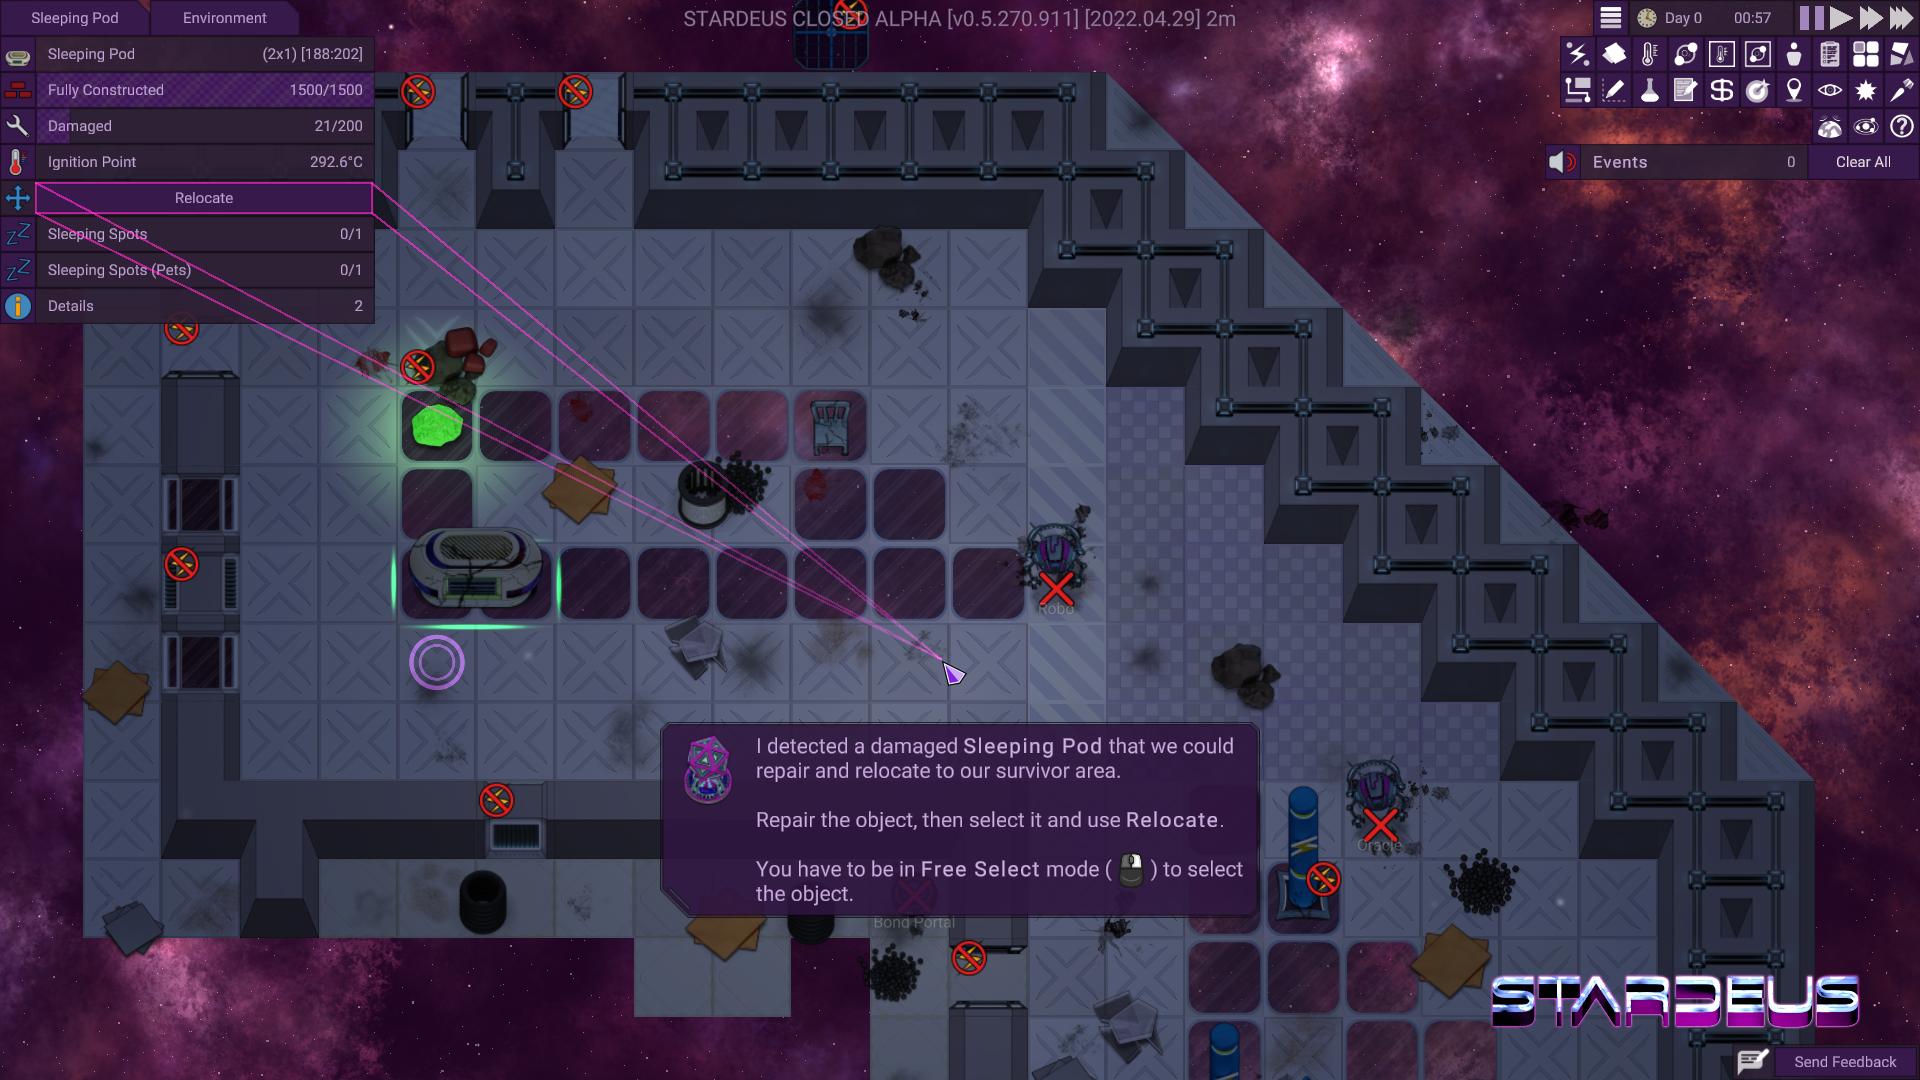 Sleeping Pod
Environment
STARDEUS CLOSED ALPHA [v0.5.270.911] [2022.04.29] 2m
Day 0
00:57
Sleeping Pod (2x1) [188:202]
Fully Constructed 1500/1500
Damaged 21/200
Ignition Point 292.6°C
Relocate
Sleeping Spots 0/1
Sleeping Spots (Pets) 0/1
Details 2
Events 0
Clear All
Robo
I detected a damaged Sleeping Pod that we could
repair and relocate to our survivor area.
Repair the object, then select it and use Relocate.
You have to be in Free Select mode ( ) to select
the object.
Oracle
Bond Portal
STARDEUS
Send Feedback